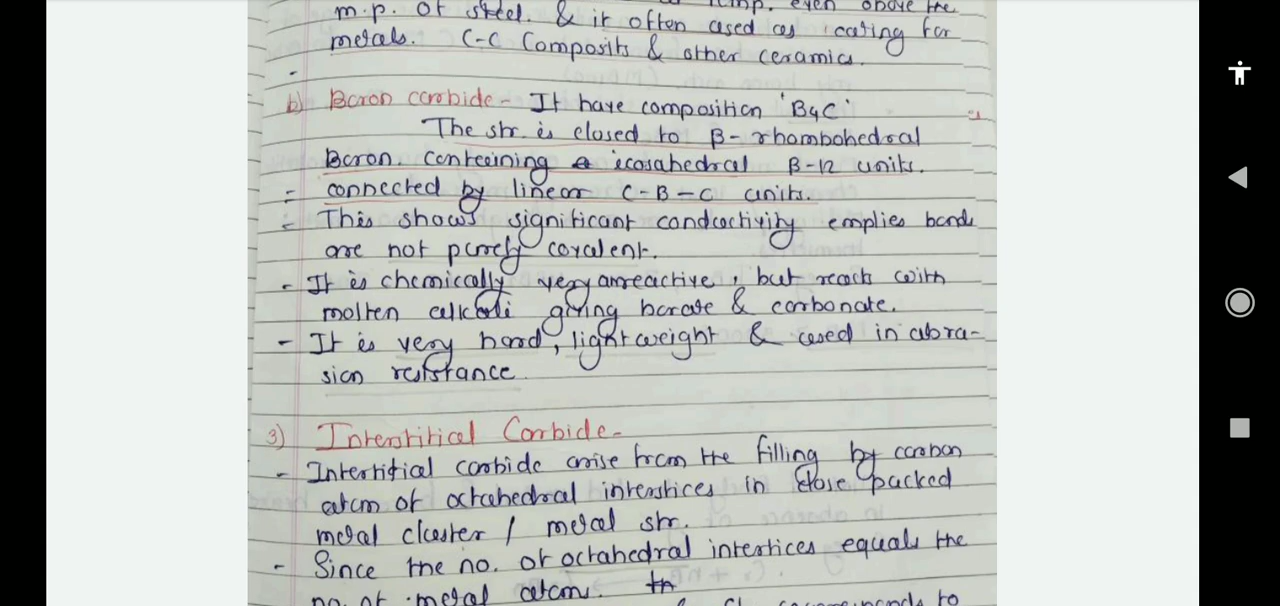 m.p. of steel. & it often used as coating for
metals. C-C Composits & other ceramics.
b) Boron carbide - It have composition 'B4C'
The str. is closed to β- rhombohedral
Boron containing icosahedral B-12 units.
connected by linear C-B-C units.
This shows significant conductivity emplies bonds
are not purely covalent.
- It is chemically very unreactive, but reacts with
molten alkali giving borate & carbonate.
- It is very hard, light weight & used in abra-
sion resistance
3) Interstitical Carbide-
- Intertitial carbide arise from the filling by carbon
atom of octahedral interstices in close packed
metal cluster / metal str.
- Since the no. of octahedral interstices equals the
no. of metal atom.